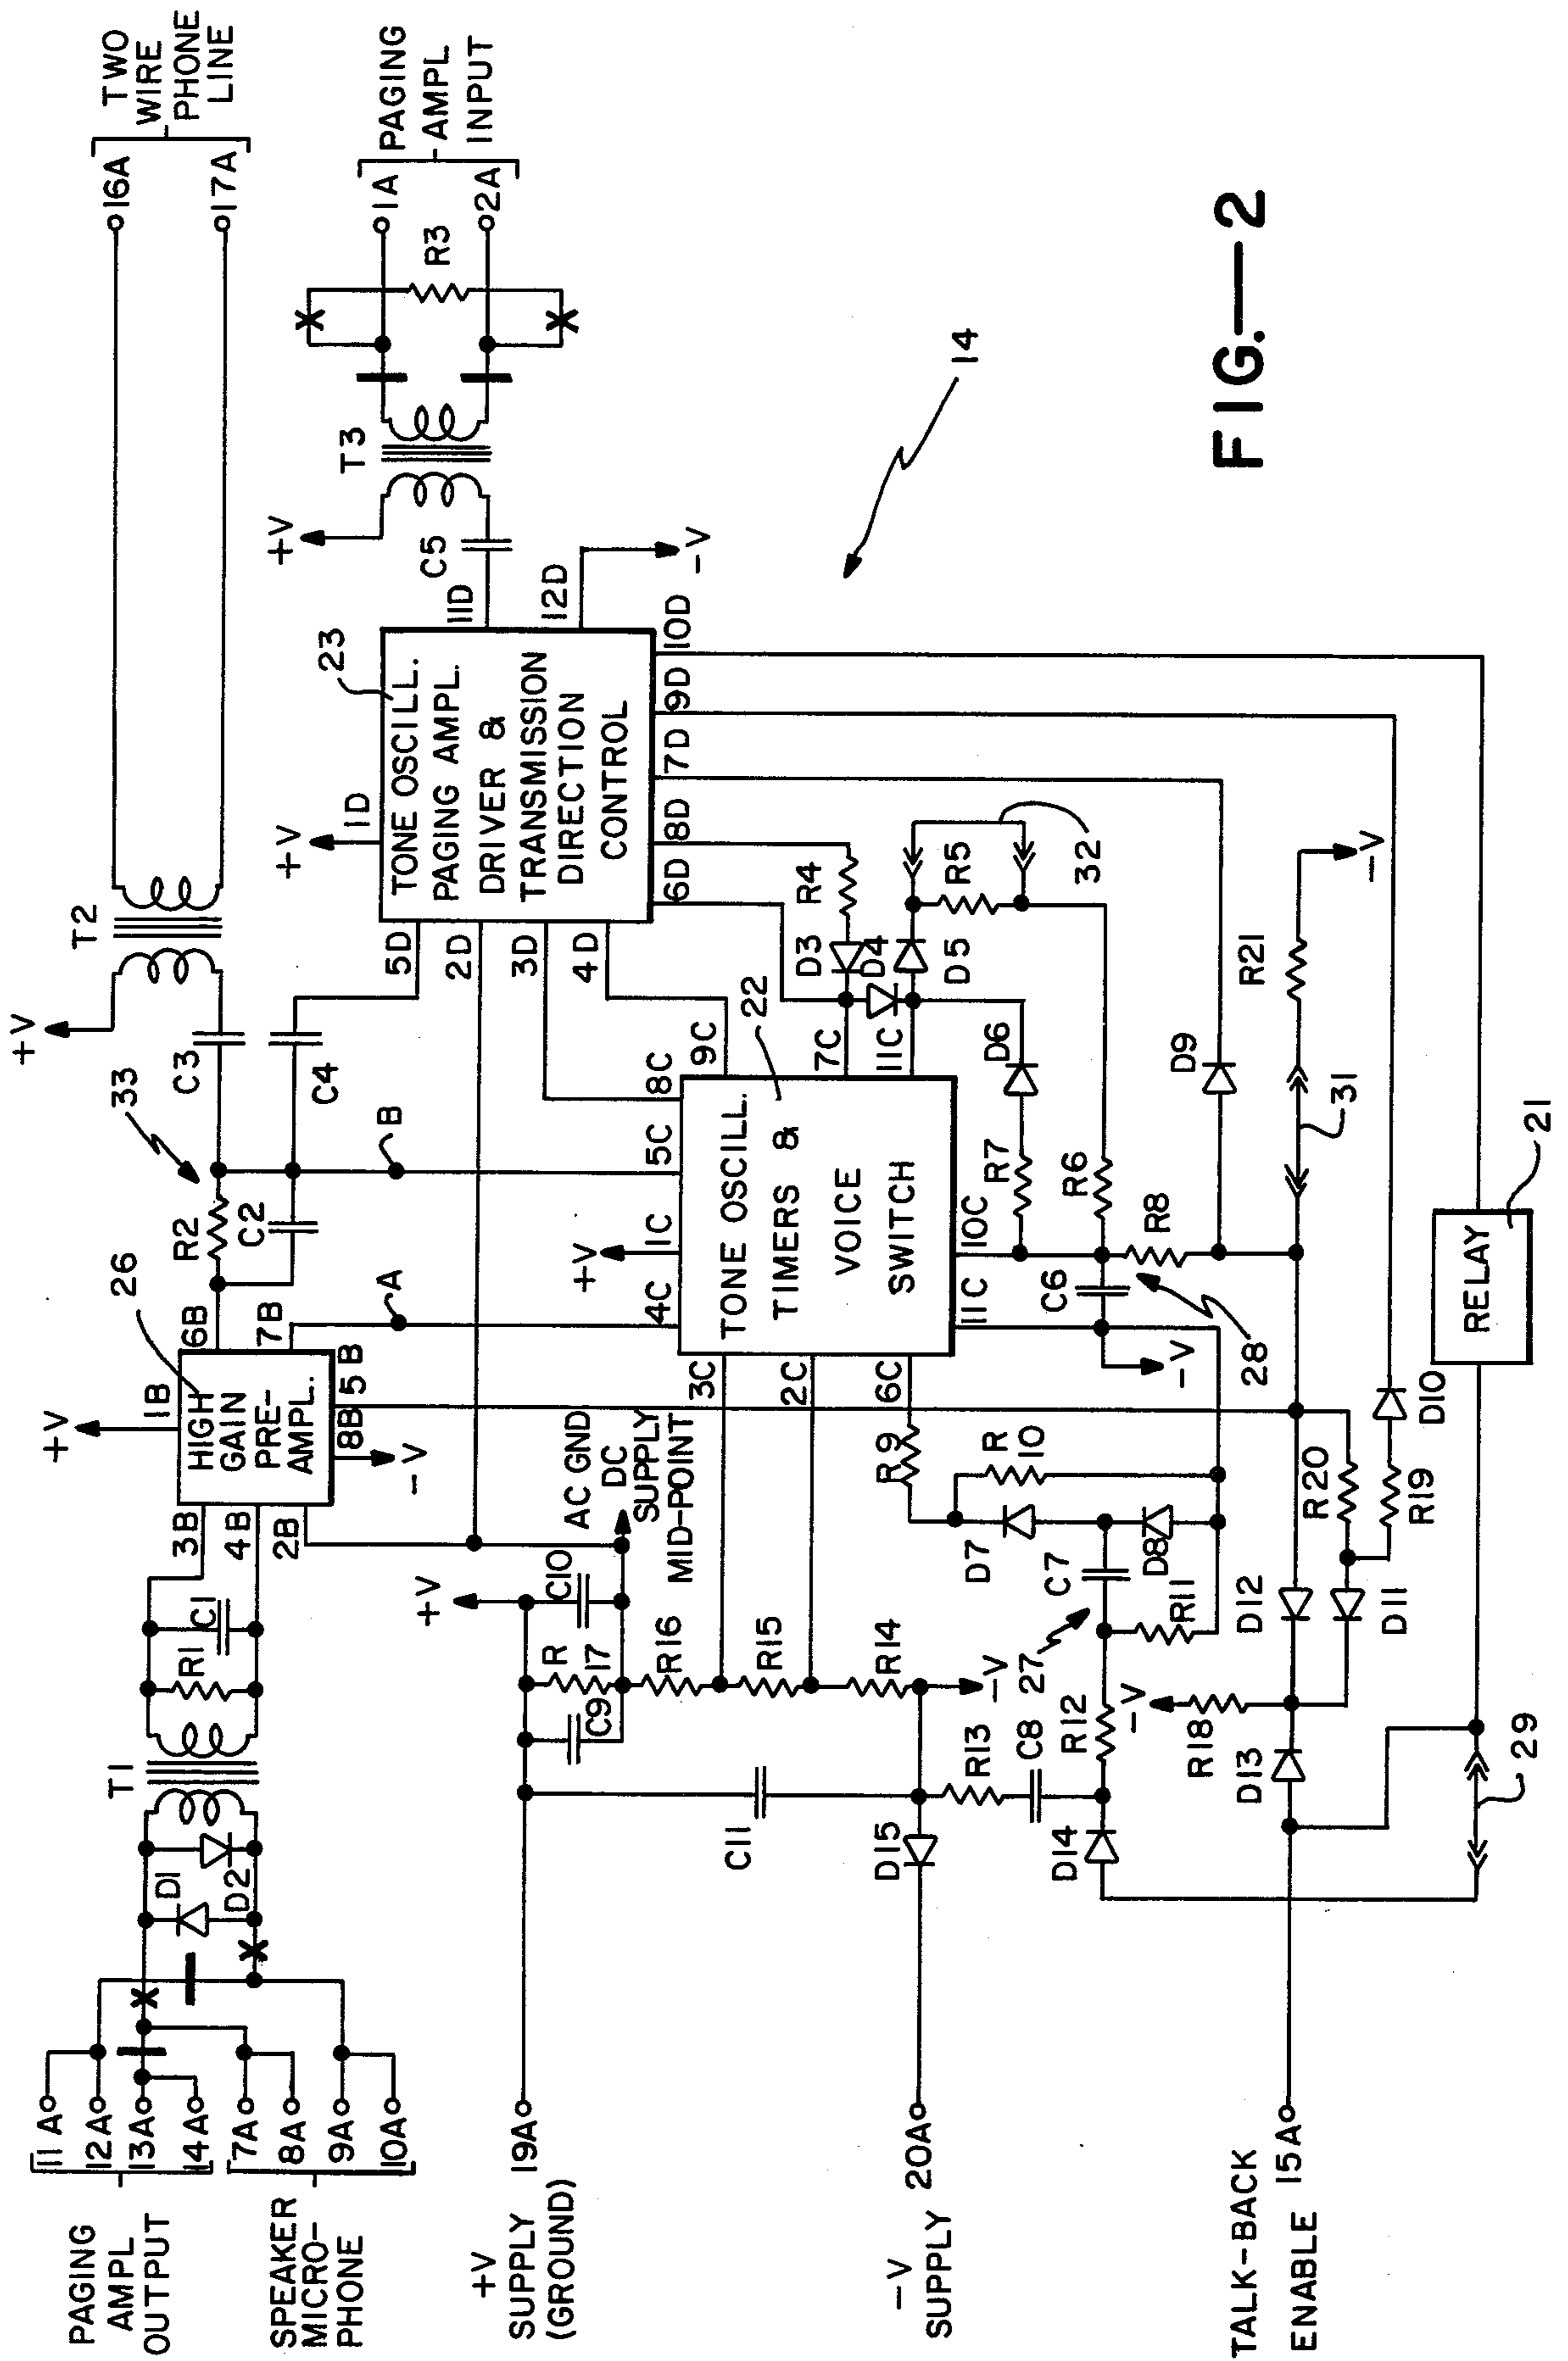 TWO
WIRE
PHONE
LINE
16A
17A
PAGING
AMPL
INPUT
1A
2A
R3
T3
+V
C5
11D
12D
-V
T2
+V
C3
C4
33
B
R2
C2
26
6B
7B
A
+V
1B
HIGH
GAIN
PRE-
AMPL.
5B
8B
-V
3B
4B
2B
C1
R1
T1
D1
D2
11A
12A
13A
14A
7A
8A
9A
10A
PAGING
AMPL
OUTPUT
SPEAKER
MICRO-
PHONE
23
+V
1D
TONE OSCILL.
PAGING AMPL.
DRIVER &
TRANSMISSION
DIRECTION
CONTROL
5D
2D
3D
4D
10D
9D
7D
8D
6D
14
FIG.—2
22
9C
8C
5C
1C
+V
4C
TONE OSCILL.
TIMERS &
VOICE
SWITCH
7C
11C
10C
11C
3C
2C
6C
R4
D3
D4
D5
R5
32
D6
R7
R6
R8
C6
28
-V
D9
R21
-V
31
RELAY
21
AC GND
DC
SUPPLY
MID-POINT
+V
C10
R
17
C9
R16
R15
R14
-V
R9
R
10
D7
C7
D8
27
R11
R12
R13
C8
C11
D15
D14
-V
R18
D13
D12
D11
R20
R19
D10
29
19A
+V
SUPPLY
(GROUND)
20A
-V
SUPPLY
15A
TALK-BACK
ENABLE